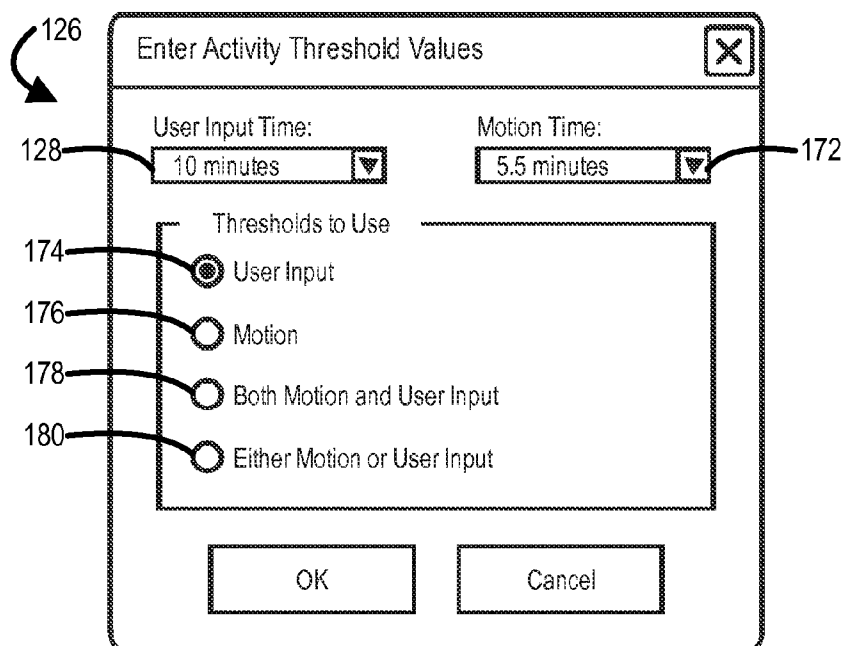 126
Enter Activity Threshold Values
User Input Time:
Motion Time:
128
10 minutes
5.5 minutes
172
Thresholds to Use
174
User Input
176
Motion
178
Both Motion and User Input
180
Either Motion or User Input
OK
Cancel